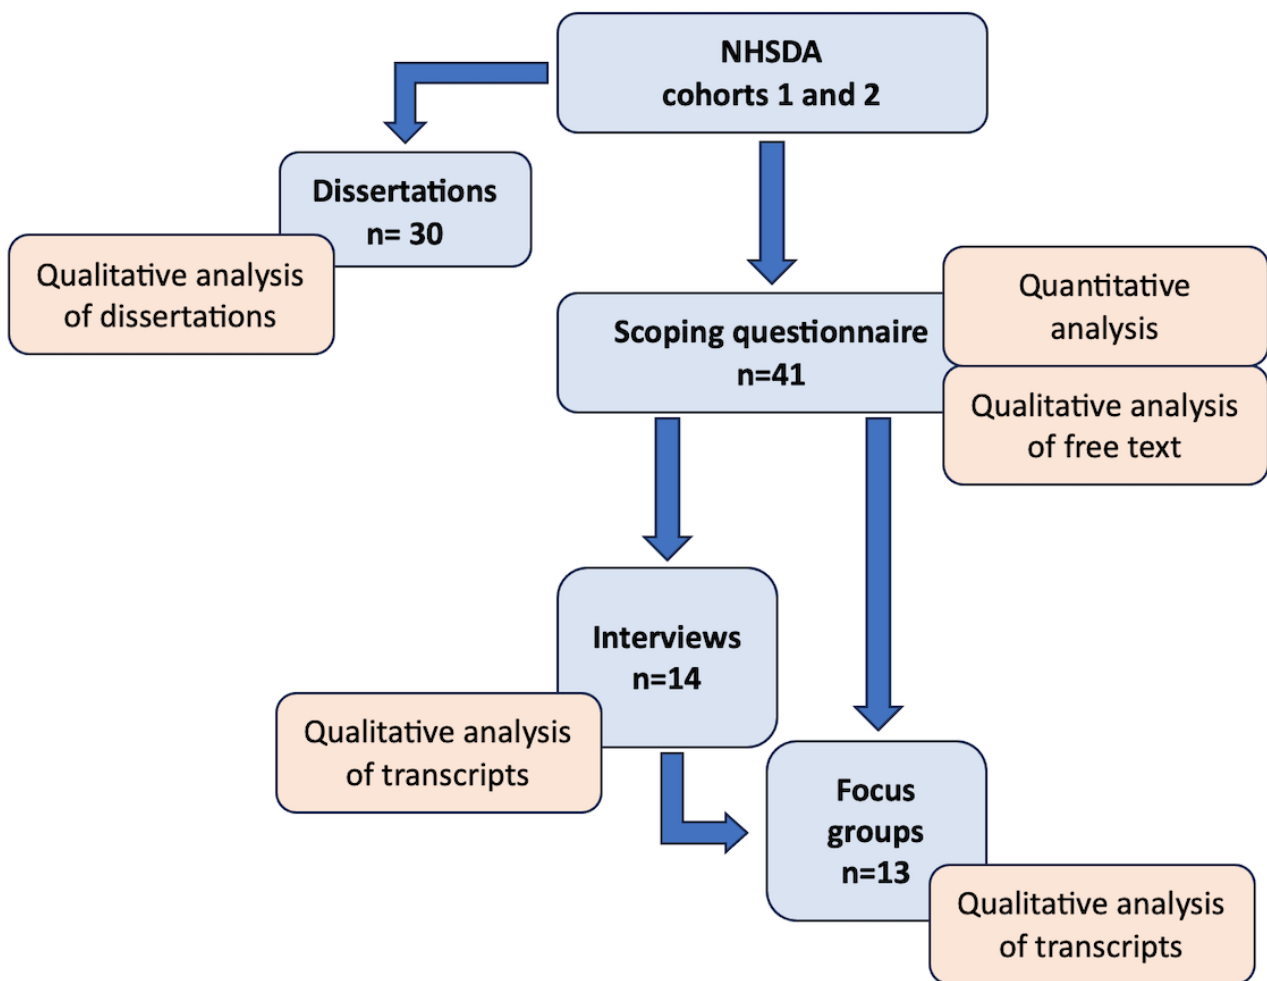 NHSDA
cohorts 1 and 2
Dissertations
n= 30
Qualitative analysis
of dissertations
Scoping questionnaire
n=41
Quantitative
analysis
Qualitative analysis
of free text
Interviews
n=14
Qualitative analysis
of transcripts
Focus
groups
n=13
Qualitative analysis
of transcripts